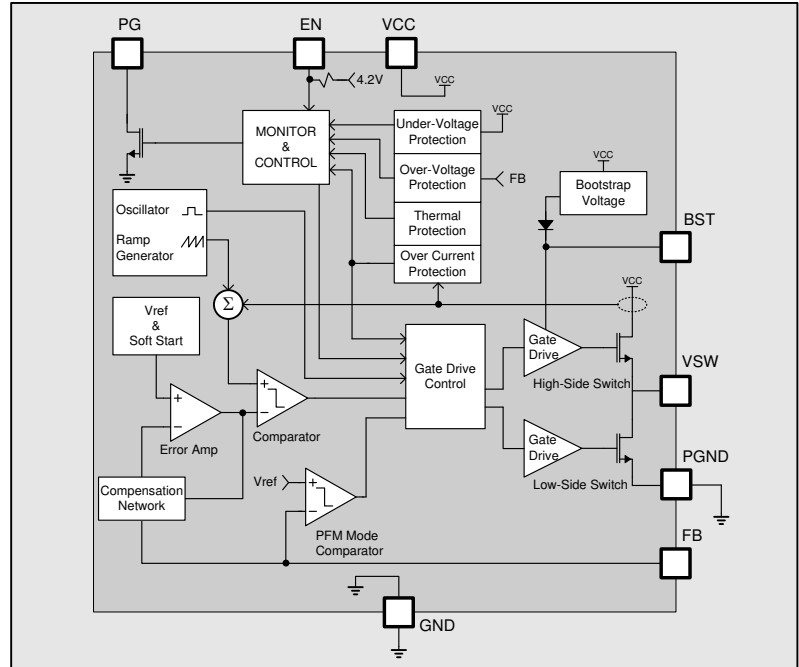 PG
EN
VCC
4.2V
VCC
MONITOR
&
CONTROL
Under-Voltage
Protection
VCC
Over-Voltage
Protection
FB
Thermal
Protection
Over Current
Protection
VCC
Bootstrap
Voltage
BST
Oscillator
Ramp
Generator
Σ
VCC
Vref
&
Soft Start
Gate Drive
Control
Gate
Drive
High-Side Switch
VSW
+
−
Error Amp
+
−
Comparator
Gate
Drive
Low-Side Switch
PGND
Compensation
Network
Vref
+
−
PFM Mode
Comparator
FB
GND